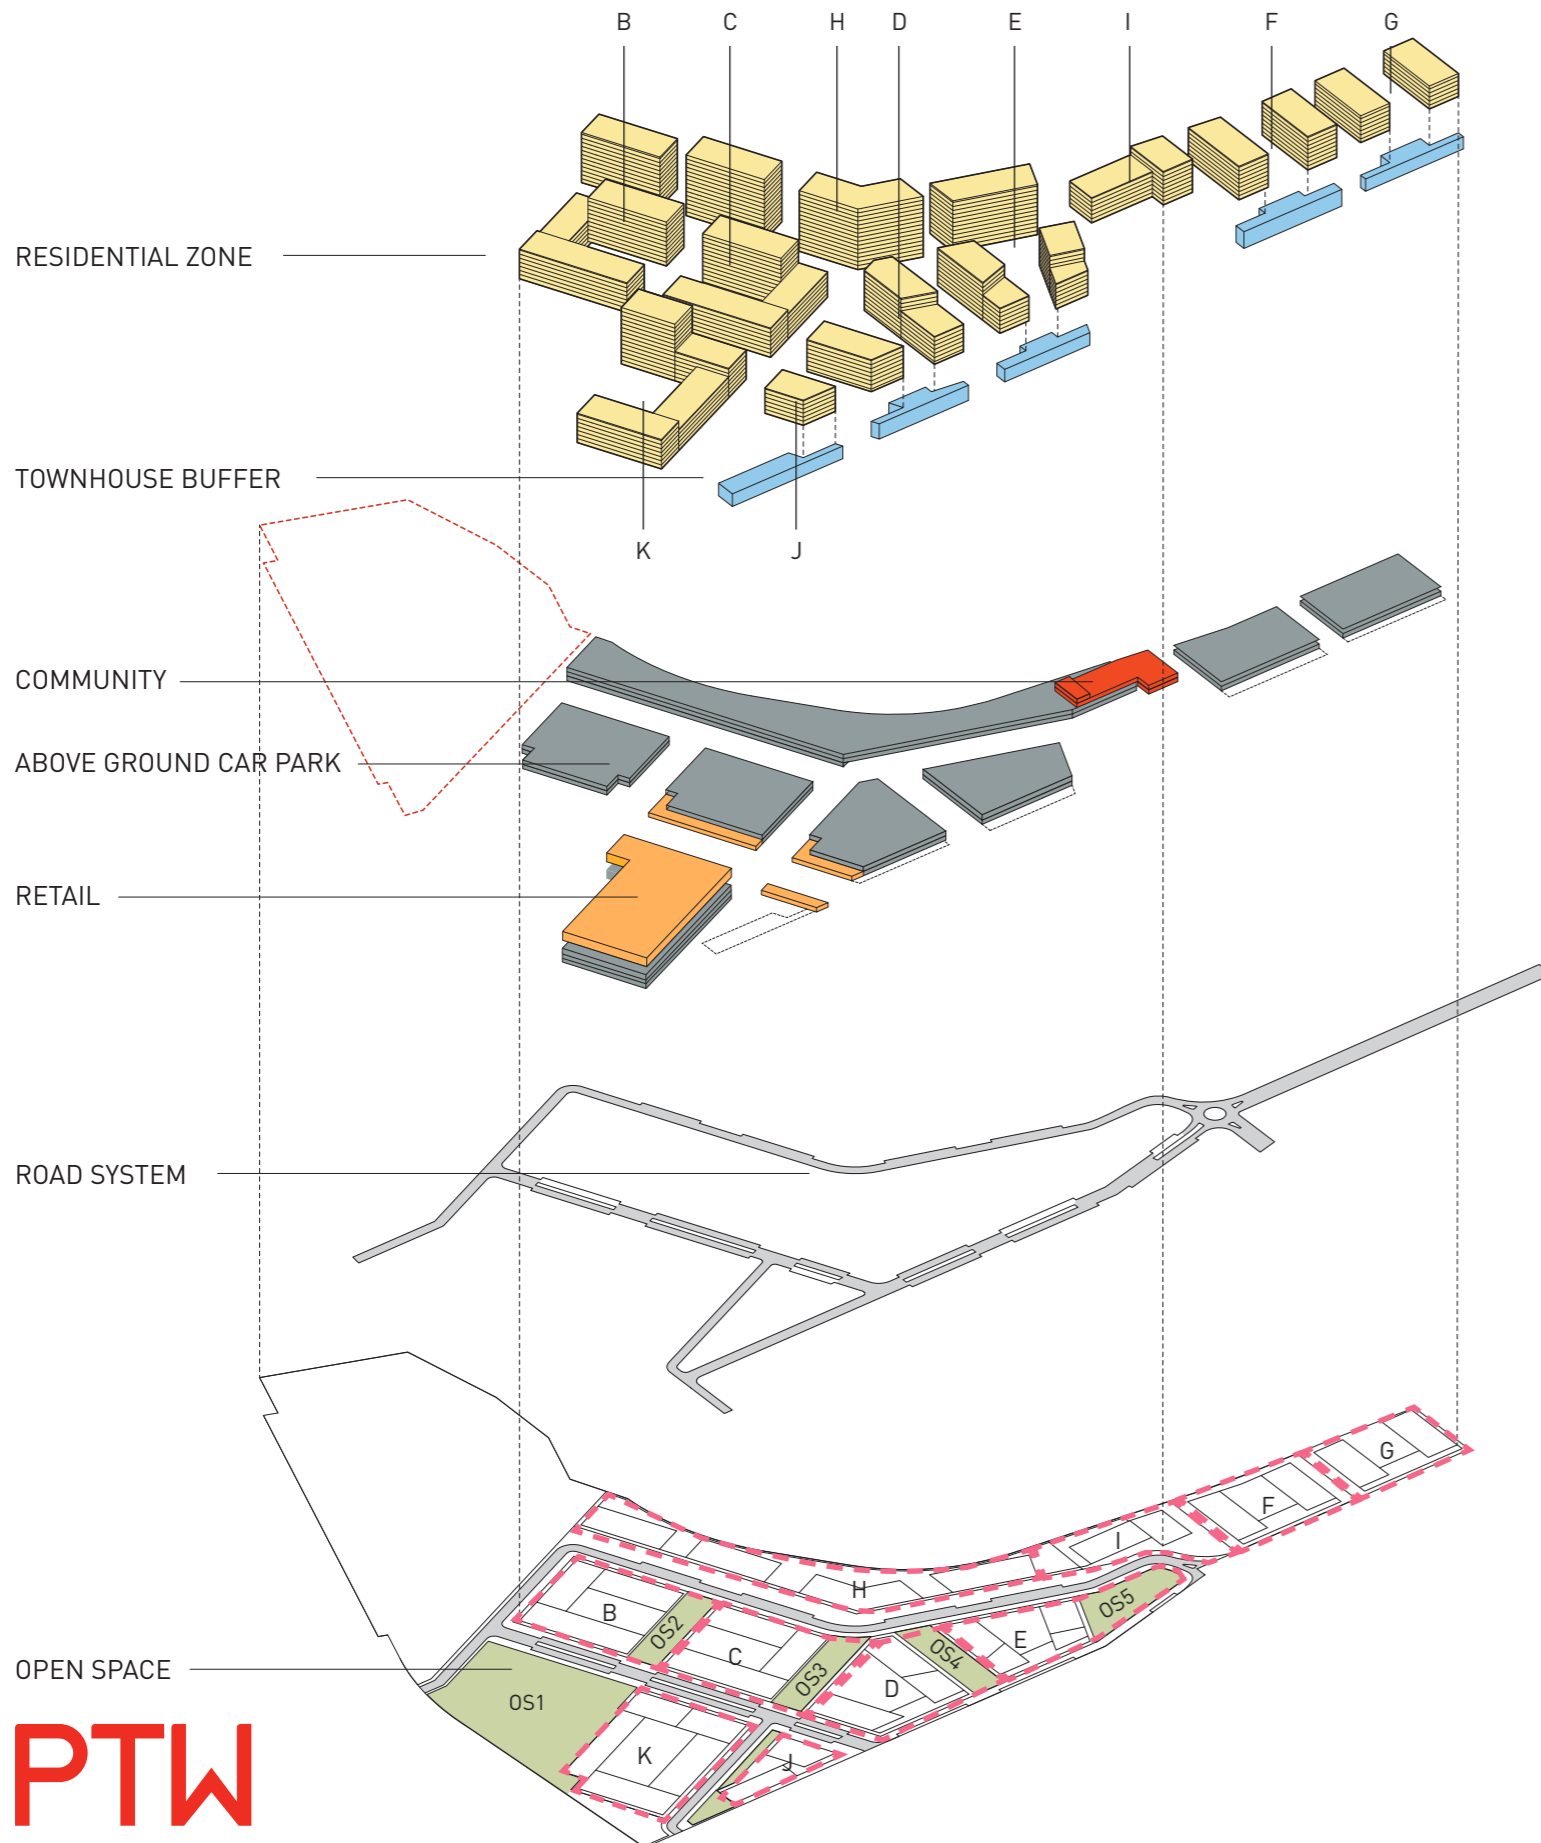 B C H D E I F G
RESIDENTIAL ZONE
TOWNHOUSE BUFFER
K J
COMMUNITY
ABOVE GROUND CAR PARK
RETAIL
ROAD SYSTEM
G
F
I
H
B
OS2
C
OS3
D
OS4
E
OS5
OPEN SPACE
OS1
K
J
PTW